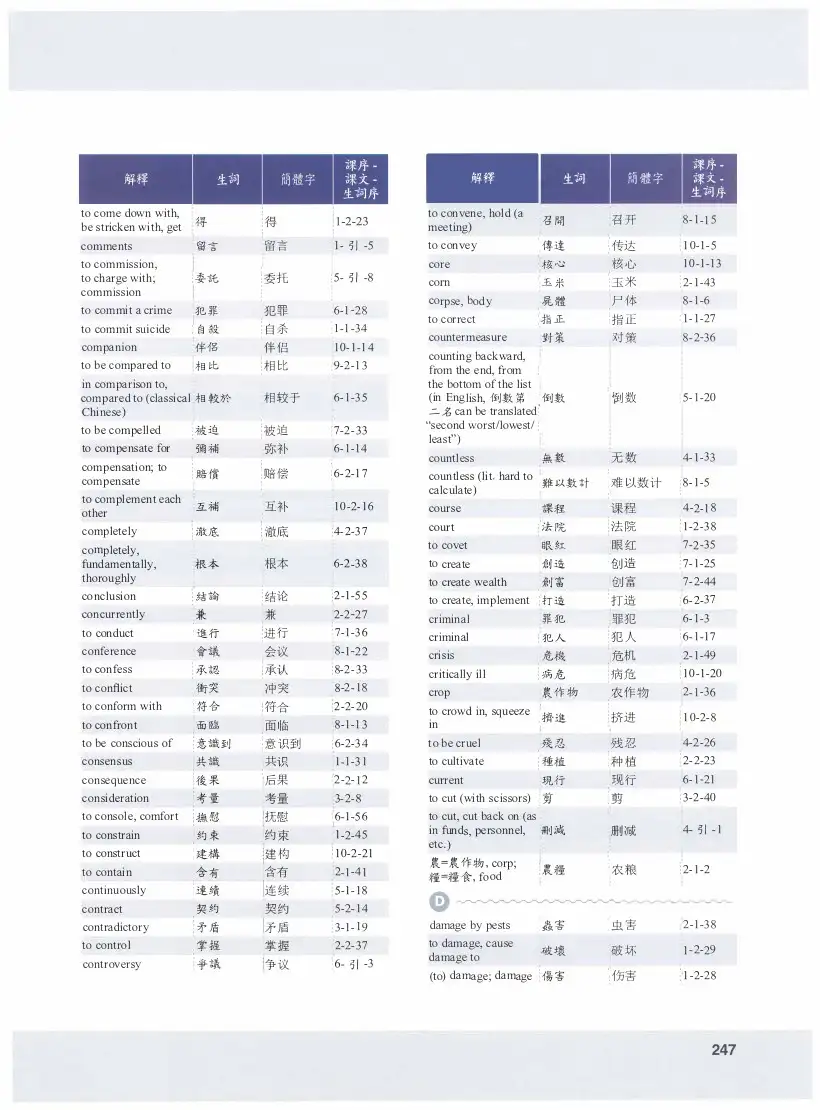 解釋 生詞 簡體字 課序 -
課文 -
生詞序
to come down with,
be stricken with, get 得 得 1-2-23
comments 留言 留言 1- 引 -5
to commission,
to charge with; 委託 委托 5- 引 -8
commission
to commit a crime 犯罪 犯罪 6-1-28
to commit suicide 自殺 自杀 1-1-34
companion 伴侶 伴侣 10-1-14
to be compared to 相比 相比 9-2-13
in comparison to,
compared to (classical 相較於 相较于 6-1-35
Chinese)
to be compelled 被迫 被迫 7-2-33
to compensate for 彌補 弥补 6-1-14
compensation; to
compensate 賠償 赔偿 6-2-17
to complement each
other 互補 互补 10-2-16
completely 澈底 澈底 4-2-37
completely,
fundamentally, 根本 根本 6-2-38
thoroughly
conclusion 結論 结论 2-1-55
concurrently 兼 兼 2-2-27
to conduct 進行 进行 7-1-36
conference 會議 会议 8-1-22
to confess 承認 承认 8-2-33
to conflict 衝突 冲突 8-2-18
to conform with 符合 符合 2-2-20
to confront 面臨 面临 8-1-13
to be conscious of 意識到 意识到 6-2-34
consensus 共識 共识 1-1-31
consequence 後果 后果 2-2-12
consideration 考量 考量 3-2-8
to console, comfort 撫慰 抚慰 6-1-56
to constrain 約束 约束 1-2-45
to construct 建構 建构 10-2-21
to contain 含有 含有 2-1-41
continuously 連續 连续 5-1-18
contract 契約 契约 5-2-14
contradictory 矛盾 矛盾 3-1-19
to control 掌握 掌握 2-2-37
controversy 爭議 争议 6- 引 -3
解釋 生詞 簡體字 課序 -
課文 -
生詞序
to convene, hold (a
meeting) 召開 召开 8-1-15
to convey 傳達 传达 10-1-5
core 核心 核心 10-1-13
corn 玉米 玉米 2-1-43
corpse, body 屍體 尸体 8-1-6
to correct 指正 指正 1-1-27
countermeasure 對策 对策 8-2-36
counting backward,
from the end, from
the bottom of the list
(in English, 倒數第 倒數 倒数 5-1-20
二名 can be translated
“second worst/lowest/
least”)
countless 無數 无数 4-1-33
countless (lit. hard to
calculate) 難以數計 难以数计 8-1-5
course 課程 课程 4-2-18
court 法院 法院 1-2-38
to covet 眼紅 眼红 7-2-35
to create 創造 创造 7-1-25
to create wealth 創富 创富 7-2-44
to create, implement 打造 打造 6-2-37
criminal 罪犯 罪犯 6-1-3
criminal 犯人 犯人 6-1-17
crisis 危機 危机 2-1-49
critically ill 病危 病危 10-1-20
crop 農作物 农作物 2-1-36
to crowd in, squeeze
in 擠進 挤进 10-2-8
to be cruel 殘忍 残忍 4-2-26
to cultivate 種植 种植 2-2-23
current 現行 现行 6-1-21
to cut (with scissors) 剪 剪 3-2-40
to cut, cut back on (as
in funds, personnel, 刪減 删减 4- 引 -1
etc.)
農=農作物, corp;
糧=糧食, food 農糧 农粮 2-1-2
D
damage by pests 蟲害 虫害 2-1-38
to damage, cause
damage to 破壞 破坏 1-2-29
(to) damage; damage 傷害 伤害 1-2-28
247